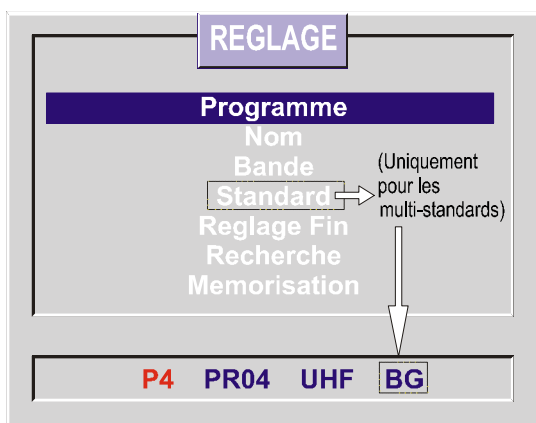 REGLAGE
Programme
Nom
Bande
Standard
(Uniquement
pour les
multi-standards)
Reglage Fin
Recherche
Memorisation
P4 PR04 UHF BG